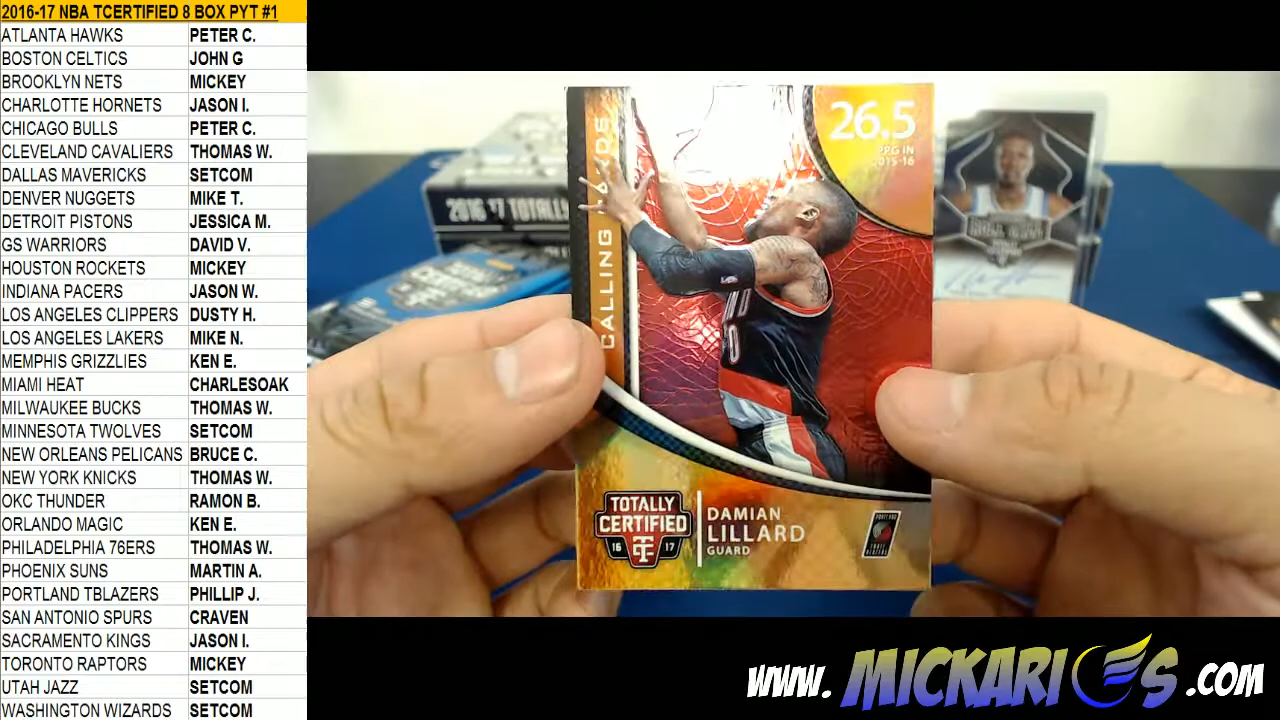 2016-17 NBA TCERTIFIED 8 BOX PYT #1
ATLANTA HAWKS PETER C.
BOSTON CELTICS JOHN G
BROOKLYN NETS MICKEY
CHARLOTTE HORNETS JASON I.
CHICAGO BULLS PETER C.
CLEVELAND CAVALIERS THOMAS W.
DALLAS MAVERICKS SETCOM
DENVER NUGGETS MIKE T.
DETROIT PISTONS JESSICA M.
GS WARRIORS DAVID V.
HOUSTON ROCKETS MICKEY
INDIANA PACERS JASON W.
LOS ANGELES CLIPPERS DUSTY H.
LOS ANGELES LAKERS MIKE N.
MEMPHIS GRIZZLIES KEN E.
MIAMI HEAT CHARLESOAK
MILWAUKEE BUCKS THOMAS W.
MINNESOTA TWOLVES SETCOM
NEW ORLEANS PELICANS BRUCE C.
NEW YORK KNICKS THOMAS W.
OKC THUNDER RAMON B.
ORLANDO MAGIC KEN E.
PHILADELPHIA 76ERS THOMAS W.
PHOENIX SUNS MARTIN A.
PORTLAND TBLAZERS PHILLIP J.
SAN ANTONIO SPURS CRAVEN
SACRAMENTO KINGS JASON I.
TORONTO RAPTORS MICKEY
UTAH JAZZ SETCOM
WASHINGTON WIZARDS SETCOM
26.5
PPG IN
2015-16
CALLING CARDS
2016 17 TOTALLY
TOTALLY
CERTIFIED
16 TC 17
DAMIAN
LILLARD
GUARD
www.MICKARICES.com